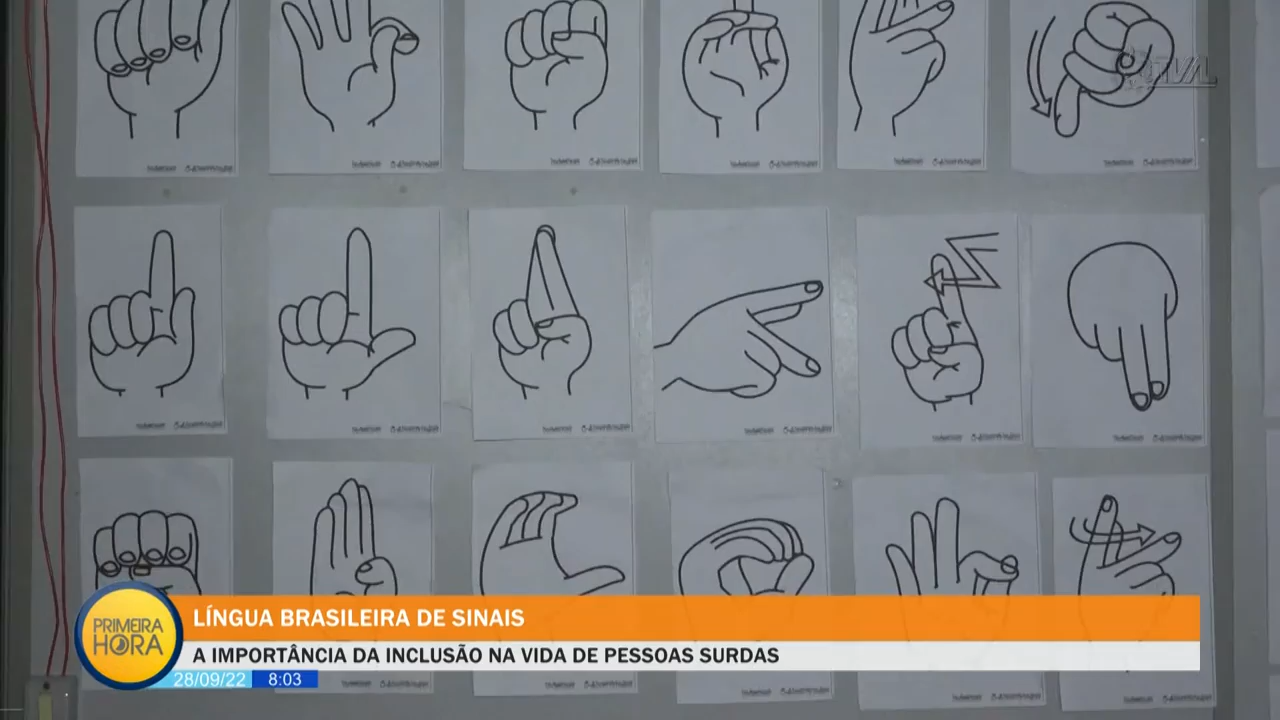 TVAL
LÍNGUA BRASILEIRA DE SINAIS
PRIMEIRA
HORA
A IMPORTÂNCIA DA INCLUSÃO NA VIDA DE PESSOAS SURDAS
28/09/22 8:03